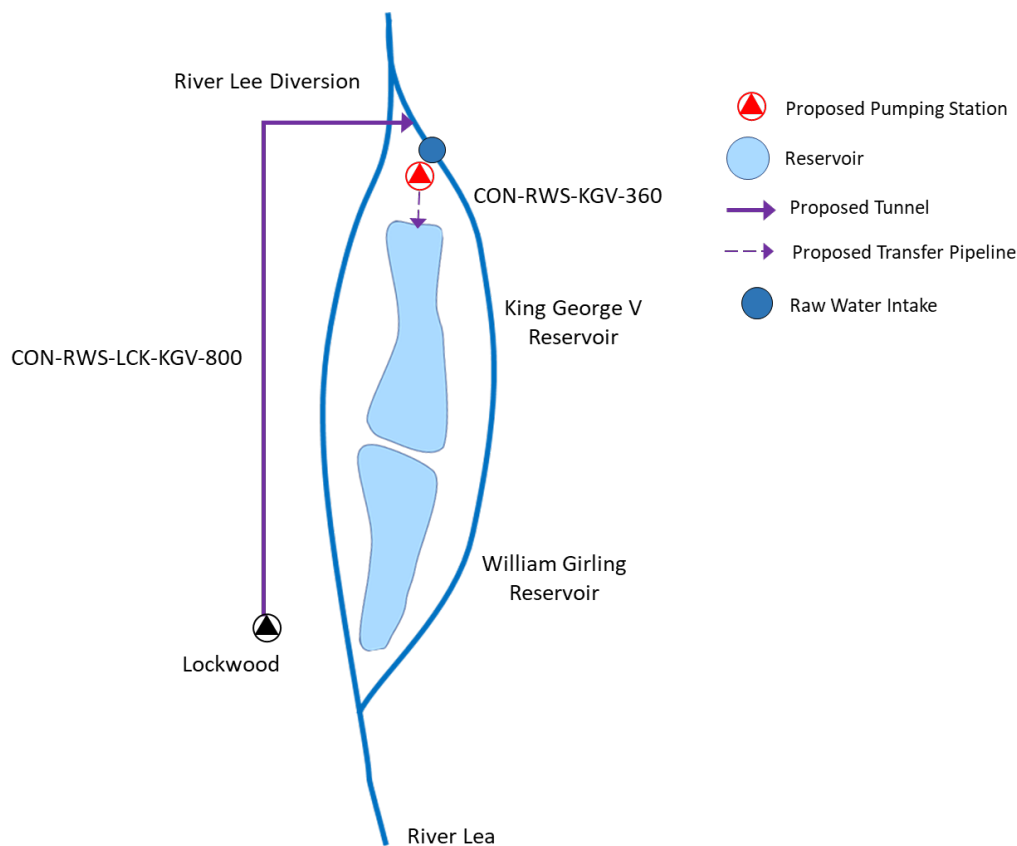 River Lee Diversion
Proposed Pumping Station
Reservoir
CON-RWS-KGV-360
Proposed Tunnel
Proposed Transfer Pipeline
King George V
Reservoir
Raw Water Intake
CON-RWS-LCK-KGV-800
William Girling
Reservoir
Lockwood
River Lea